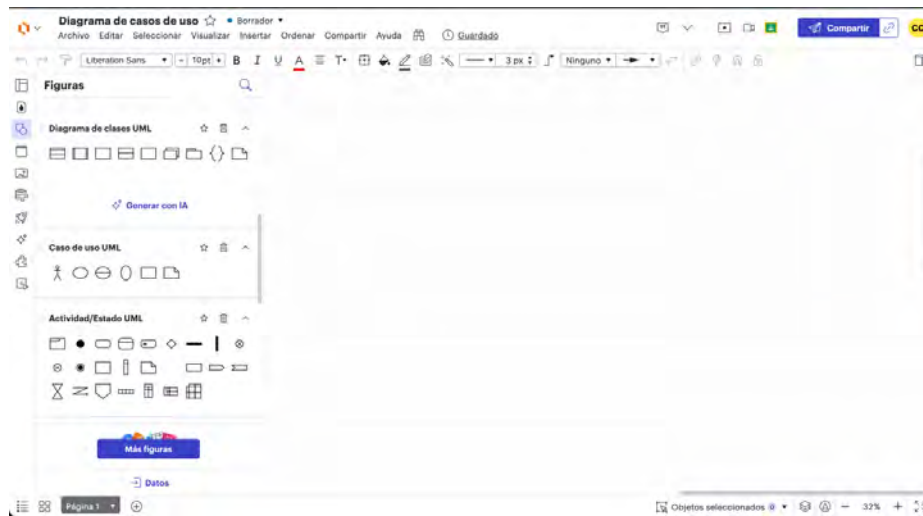 Diagrama de casos de uso Borrador
Archivo Editar Seleccionar Visualizar Insertar Ordenar Compartir Ayuda Guardado
Compartir
CC
Liberation Sans - 10pt + B I U A T 3 px Ninguno
Figuras
Diagrama de clases UML
Generar con IA
Caso de uso UML
Actividad/Estado UML
Más figuras
Datos
Página 1
Objetos seleccionados 0 - 32% +